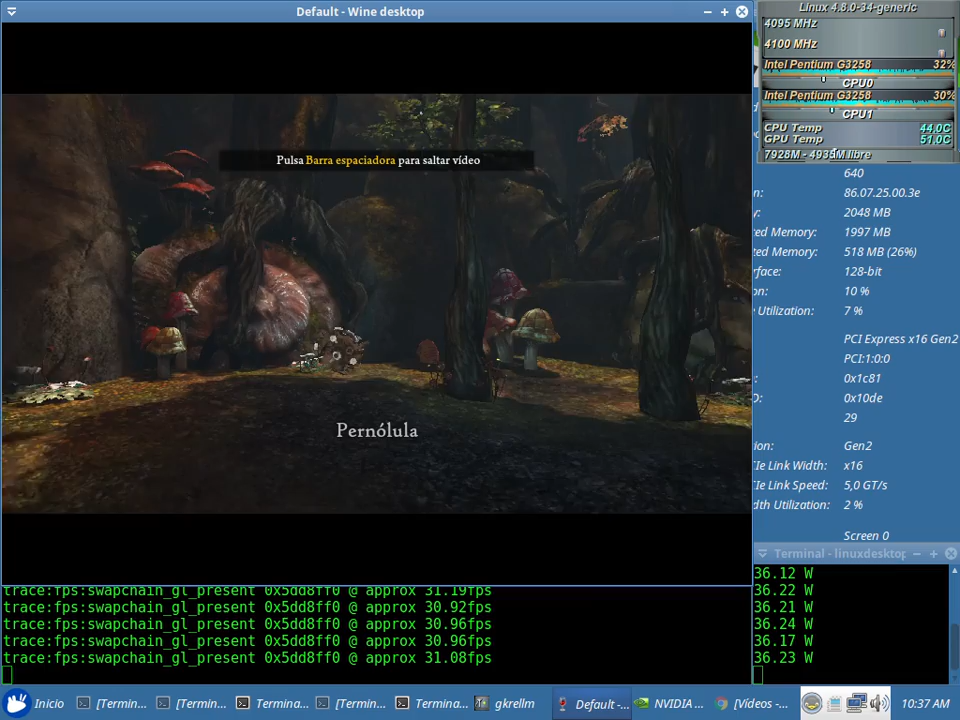 Default - Wine desktop
Pulsa Barra espaciadora para saltar vídeo
Pernólula
trace:fps:swapchain_gl_present 0x5dd8ff0 @ approx 31.19fps
trace:fps:swapchain_gl_present 0x5dd8ff0 @ approx 30.92fps
trace:fps:swapchain_gl_present 0x5dd8ff0 @ approx 30.96fps
trace:fps:swapchain_gl_present 0x5dd8ff0 @ approx 30.96fps
trace:fps:swapchain_gl_present 0x5dd8ff0 @ approx 31.08fps
Linux 4.8.0-34-generic
4095 MHz
4100 MHz
Intel Pentium G3258 32%
CPU0
Intel Pentium G3258 30%
CPU1
CPU Temp 44,0C
GPU Temp 51,0C
7928M - 4935M libre
640
n: 86.07.25.00.3e
y: 2048 MB
ed Memory: 1997 MB
ed Memory: 518 MB (26%)
rface: 128-bit
on: 10 %
Utilization: 7 %
PCI Express x16 Gen2
PCI:1:0:0
: 0x1c81
D: 0x10de
29
ion: Gen2
Ie Link Width: x16
Ie Link Speed: 5,0 GT/s
dth Utilization: 2 %
Screen 0
Terminal - linuxdesktop
36.12 W
36.22 W
36.21 W
36.24 W
36.17 W
36.23 W
Inicio [Termin... [Termin... Termina... [Termin... Termina... gkrellm Default -... NVIDIA ... [Vídeos -... 10:37 AM